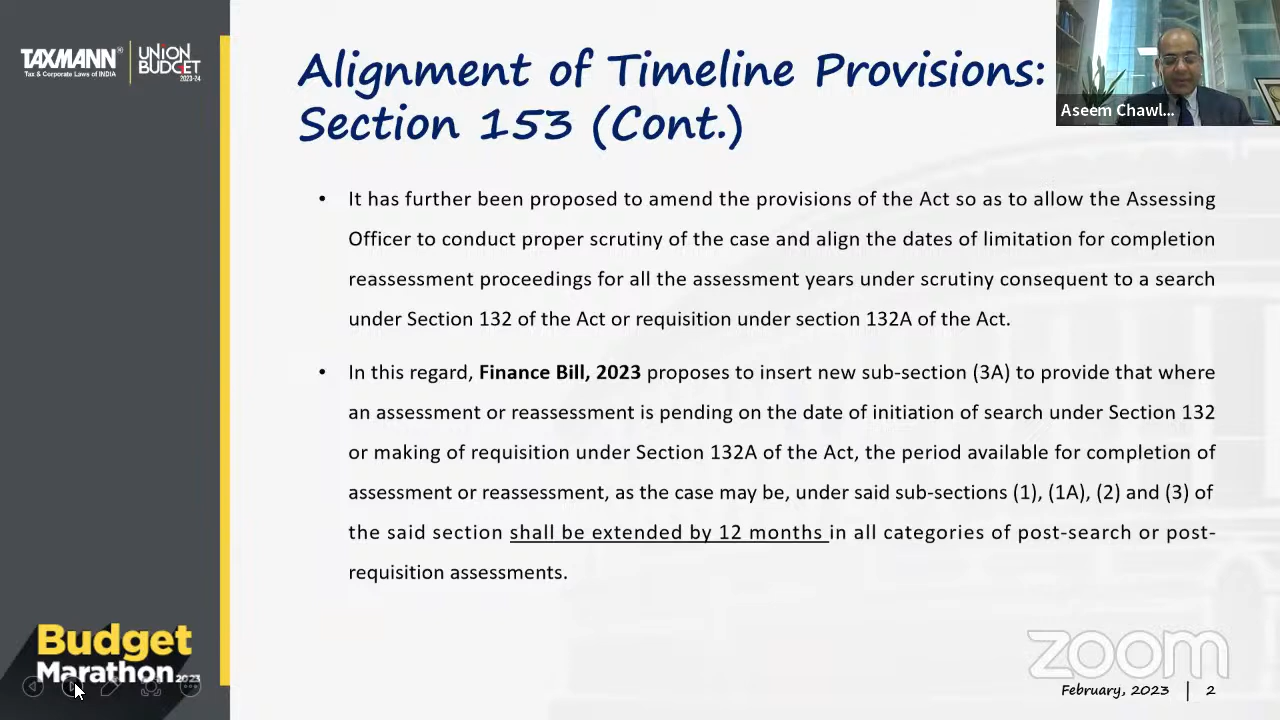 TAXMANN®
Tax & Corporate Laws of INDIA
UNION
BUDGET
2023-24
Alignment of Timeline Provisions:
Section 153 (Cont.)
Aseem Chawl...
• It has further been proposed to amend the provisions of the Act so as to allow the Assessing
Officer to conduct proper scrutiny of the case and align the dates of limitation for completion
reassessment proceedings for all the assessment years under scrutiny consequent to a search
under Section 132 of the Act or requisition under section 132A of the Act.
• In this regard, Finance Bill, 2023 proposes to insert new sub-section (3A) to provide that where
an assessment or reassessment is pending on the date of initiation of search under Section 132
or making of requisition under Section 132A of the Act, the period available for completion of
assessment or reassessment, as the case may be, under said sub-sections (1), (1A), (2) and (3) of
the said section shall be extended by 12 months in all categories of post-search or post-
requisition assessments.
Budget
Marathon 2023
zoom
February, 2023 | 2